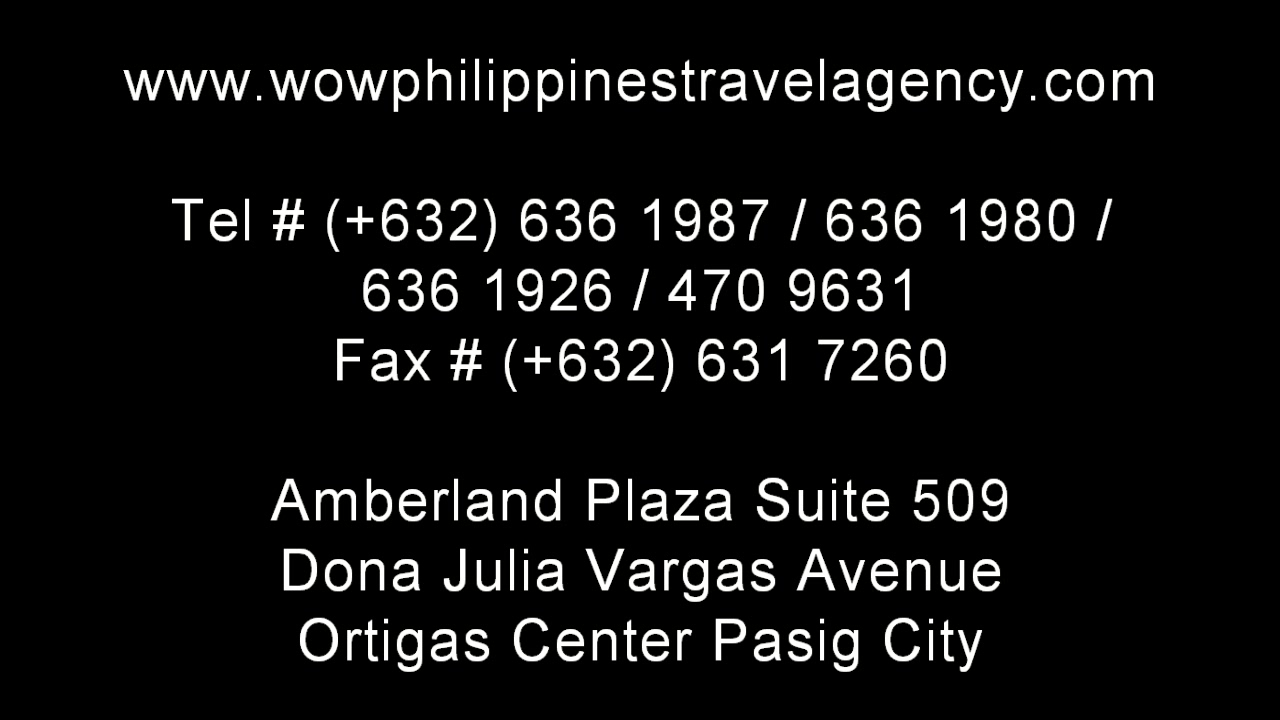 www.wowphilippinestravelagency.com
Tel # (+632) 636 1987 / 636 1980 /
636 1926 / 470 9631
Fax # (+632) 631 7260
Amberland Plaza Suite 509
Dona Julia Vargas Avenue
Ortigas Center Pasig City